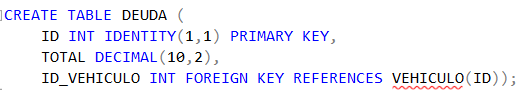 CREATE TABLE DEUDA (
ID INT IDENTITY(1,1) PRIMARY KEY,
TOTAL DECIMAL(10,2),
ID_VEHICULO INT FOREIGN KEY REFERENCES VEHICULO(ID));